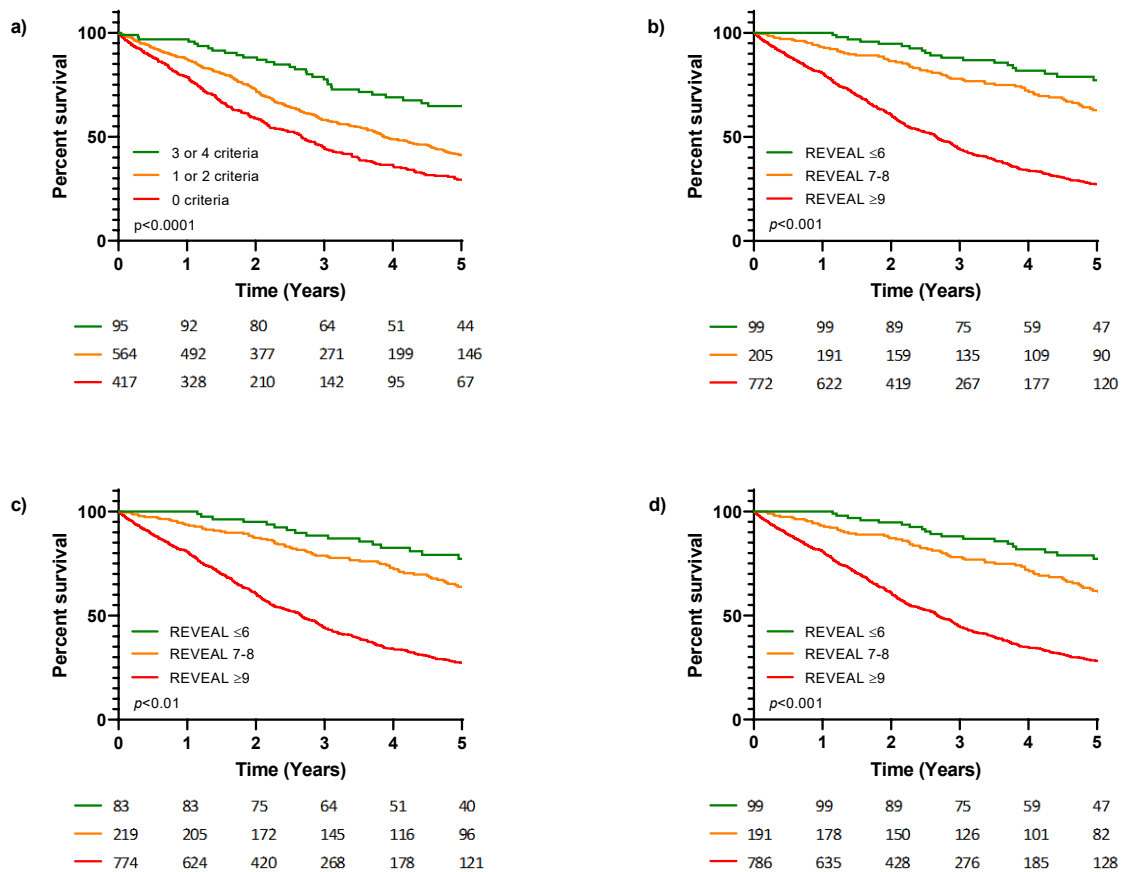 a)
Percent survival
100
50
0
3 or 4 criteria
1 or 2 criteria
0 criteria
p<0.0001
0 1 2 3 4 5
Time (Years)
95 92 80 64 51 44
564 492 377 271 199 146
417 328 210 142 95 67
b)
Percent survival
100
50
0
REVEAL ≤6
REVEAL 7-8
REVEAL ≥9
p<0.001
0 1 2 3 4 5
Time (Years)
99 99 89 75 59 47
205 191 159 135 109 90
772 622 419 267 177 120
c)
Percent survival
100
50
0
REVEAL ≤6
REVEAL 7-8
REVEAL ≥9
p<0.01
0 1 2 3 4 5
Time (Years)
83 83 75 64 51 40
219 205 172 145 116 96
774 624 420 268 178 121
d)
Percent survival
100
50
0
REVEAL ≤6
REVEAL 7-8
REVEAL ≥9
p<0.001
0 1 2 3 4 5
Time (Years)
99 99 89 75 59 47
191 178 150 126 101 82
786 635 428 276 185 128